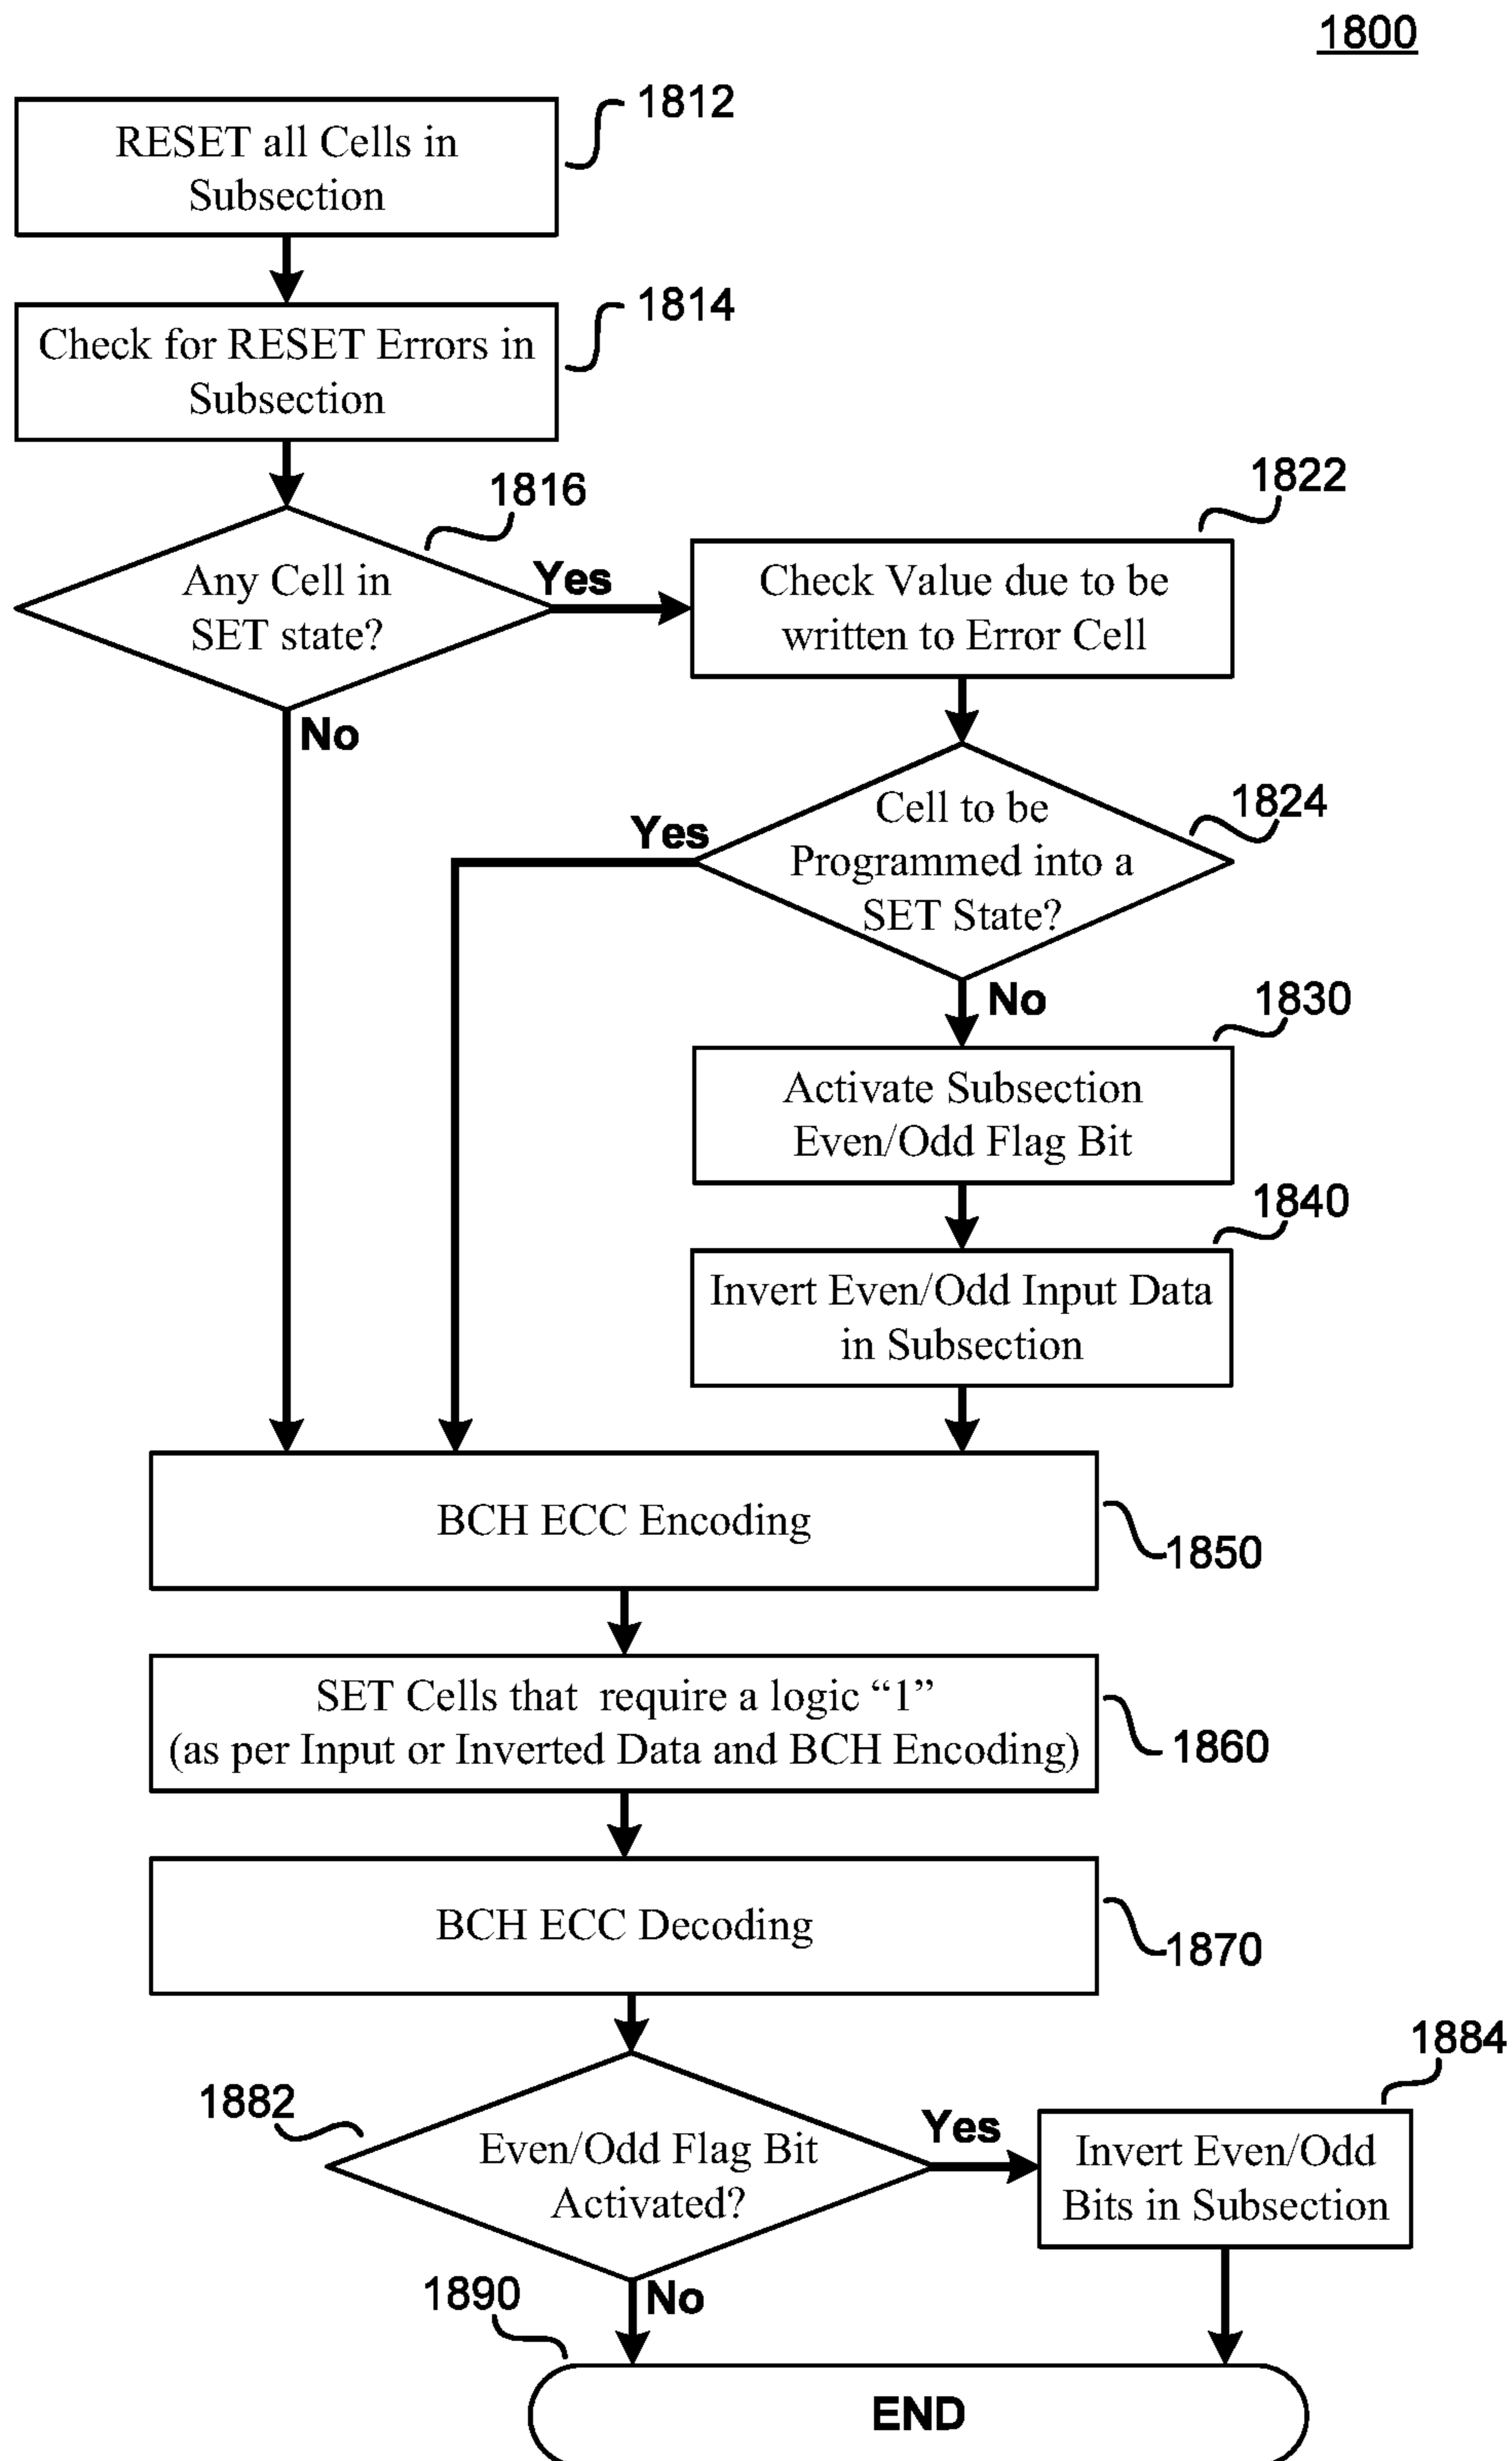 1800
RESET all Cells in
Subsection
1812
Check for RESET Errors in
Subsection
1814
Any Cell in
SET state?
1816
Yes
No
Check Value due to be
written to Error Cell
1822
Cell to be
Programmed into a
SET State?
1824
Yes
No
Activate Subsection
Even/Odd Flag Bit
1830
Invert Even/Odd Input Data
in Subsection
1840
BCH ECC Encoding
1850
SET Cells that require a logic “1”
(as per Input or Inverted Data and BCH Encoding)
1860
BCH ECC Decoding
1870
Even/Odd Flag Bit
Activated?
1882
Yes
No
Invert Even/Odd
Bits in Subsection
1884
1890
END